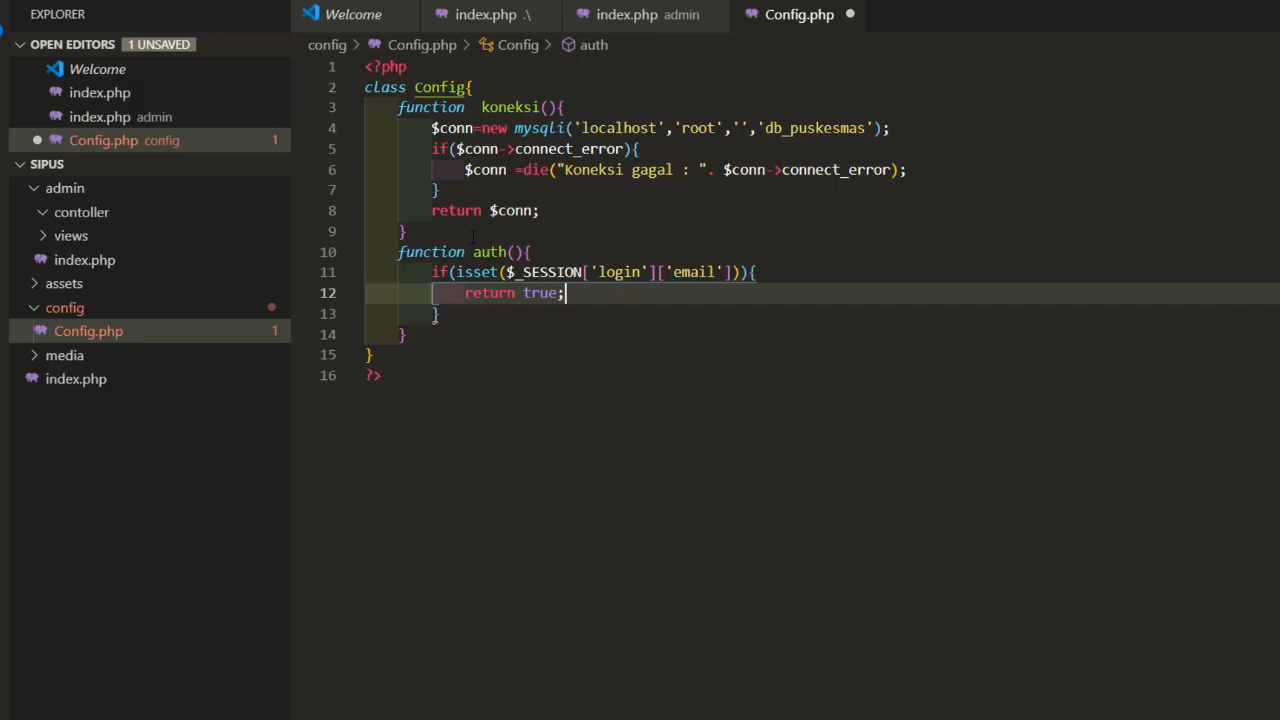 EXPLORER
OPEN EDITORS 1 UNSAVED
Welcome
index.php
index.php admin
Config.php config 1
SIPUS
admin
contoller
views
index.php
assets
config
Config.php 1
media
index.php
Welcome index.php .\ index.php admin Config.php
config > Config.php > Config > auth
1 <?php
2 class Config{
3 function  koneksi(){
4 $conn=new mysqli('localhost','root','','db_puskesmas');
5 if($conn->connect_error){
6 $conn =die("Koneksi gagal : ". $conn->connect_error);
7 }
8 return $conn;
9 }
10 function auth(){
11 if(isset($_SESSION['login']['email'])){
12 return true;
13 }
14 }
15 }
16 ?>